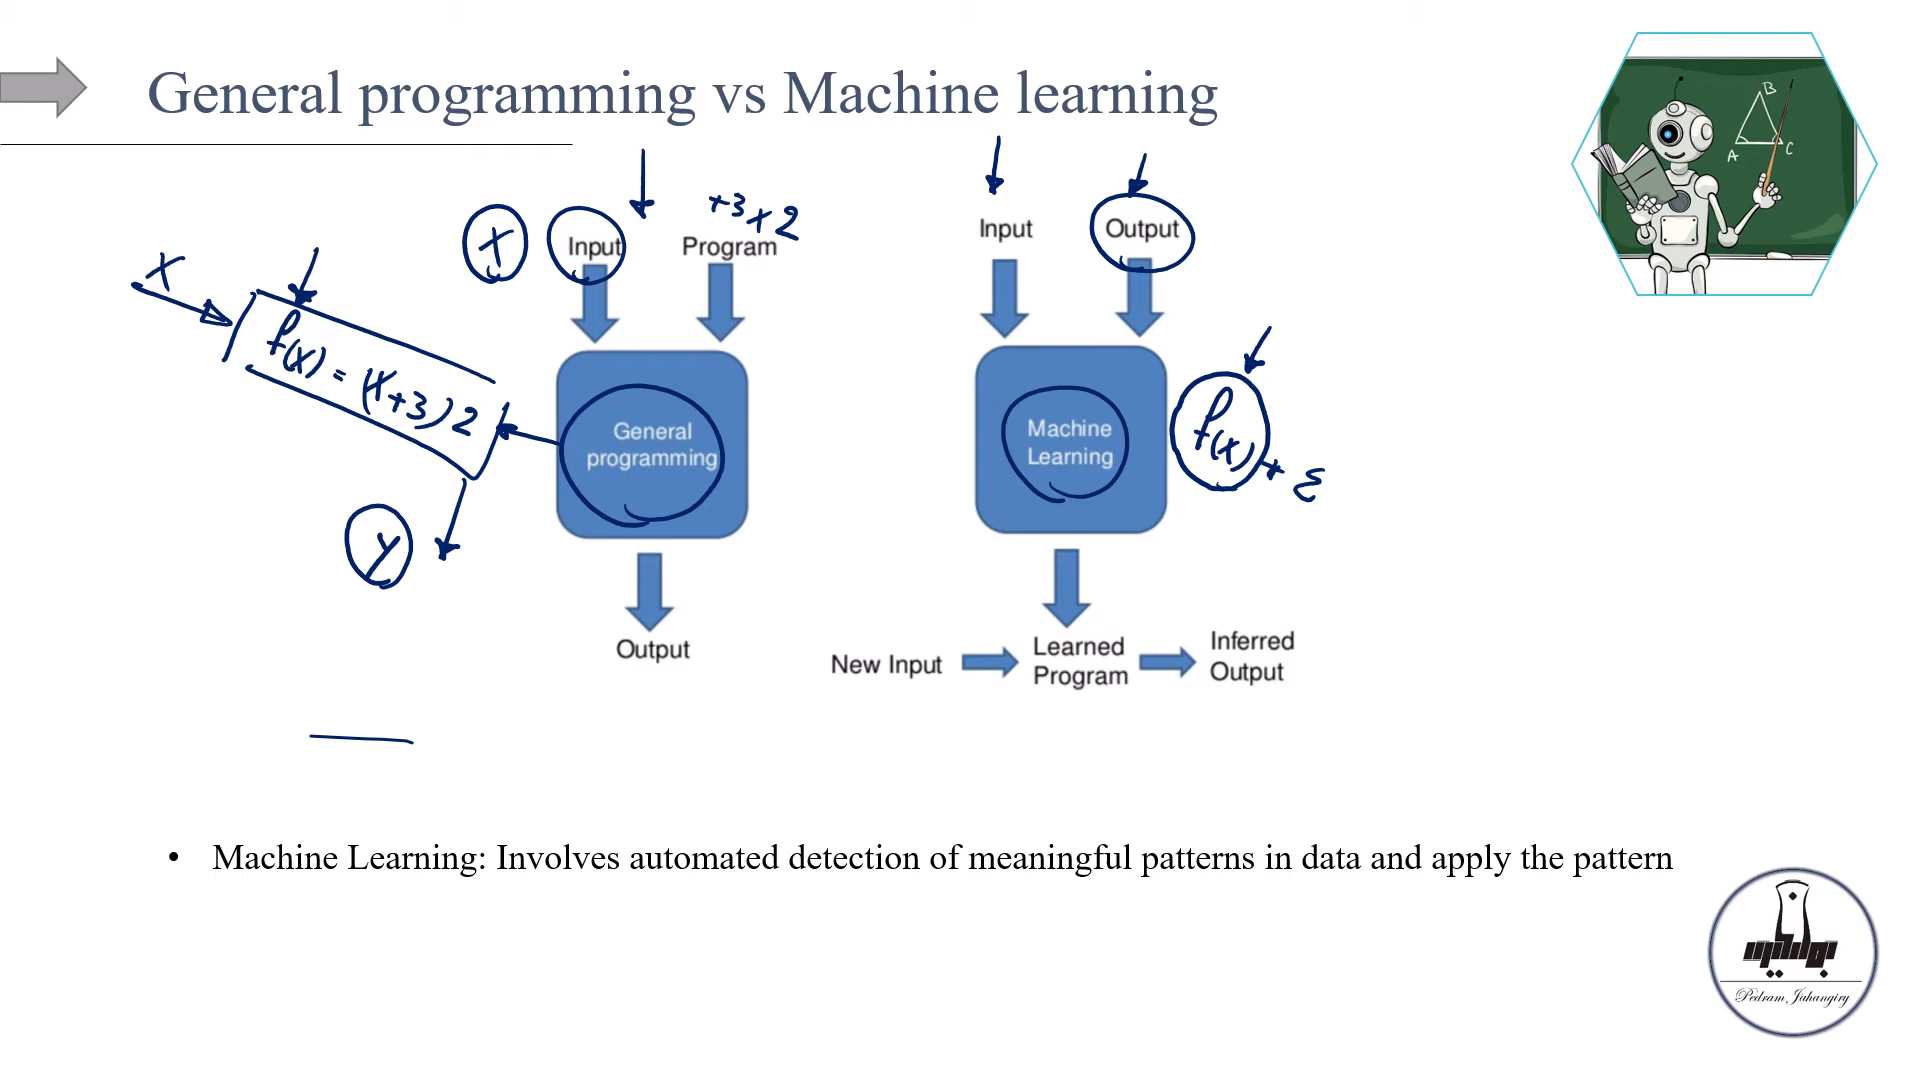 General programming vs Machine learning
B
A
C
+3 × 2
X
Input
Program
Input
Output
X
f(x) = (x+3)2
General
programming
Machine
Learning
f(x) + ε
y
Output
New Input
Learned
Program
Inferred
Output
• Machine Learning: Involves automated detection of meaningful patterns in data and apply the pattern
Pedram Jahangiry